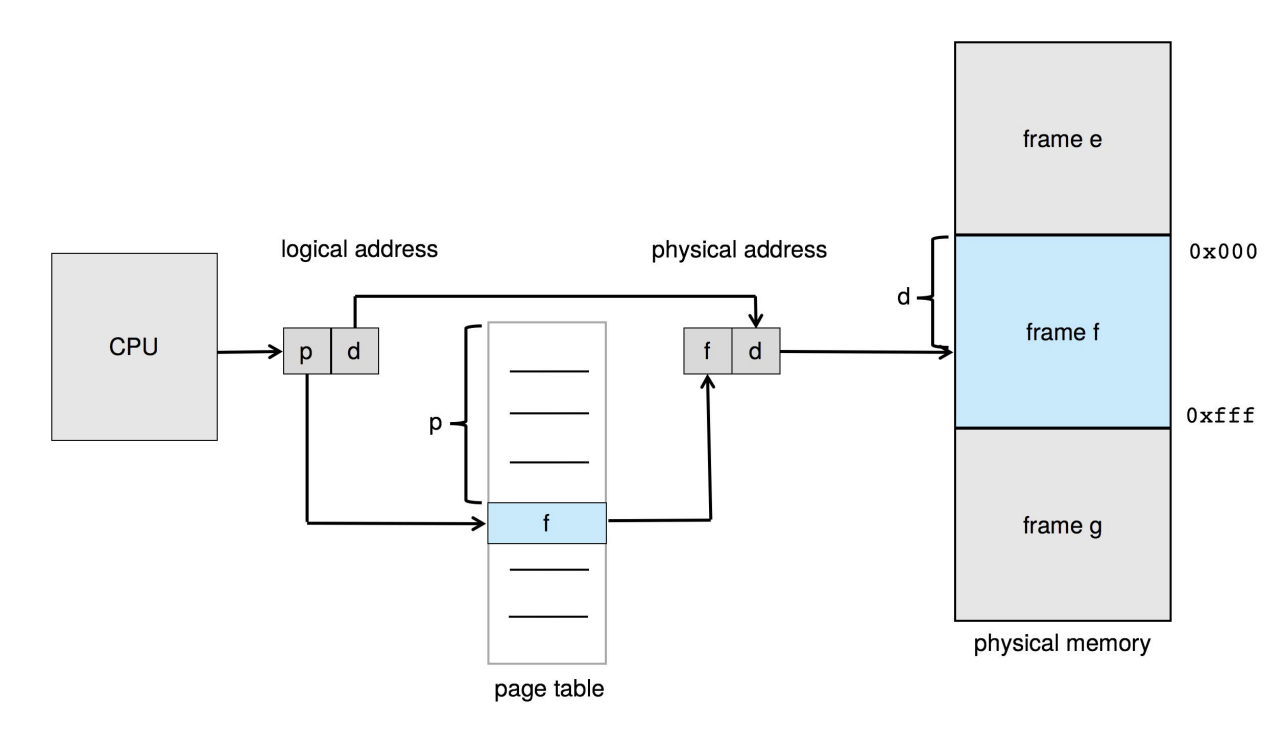 frame e
logical address
physical address
0x000
d
frame f
CPU
p
d
f
d
p
0xfff
f
frame g
physical memory
page table